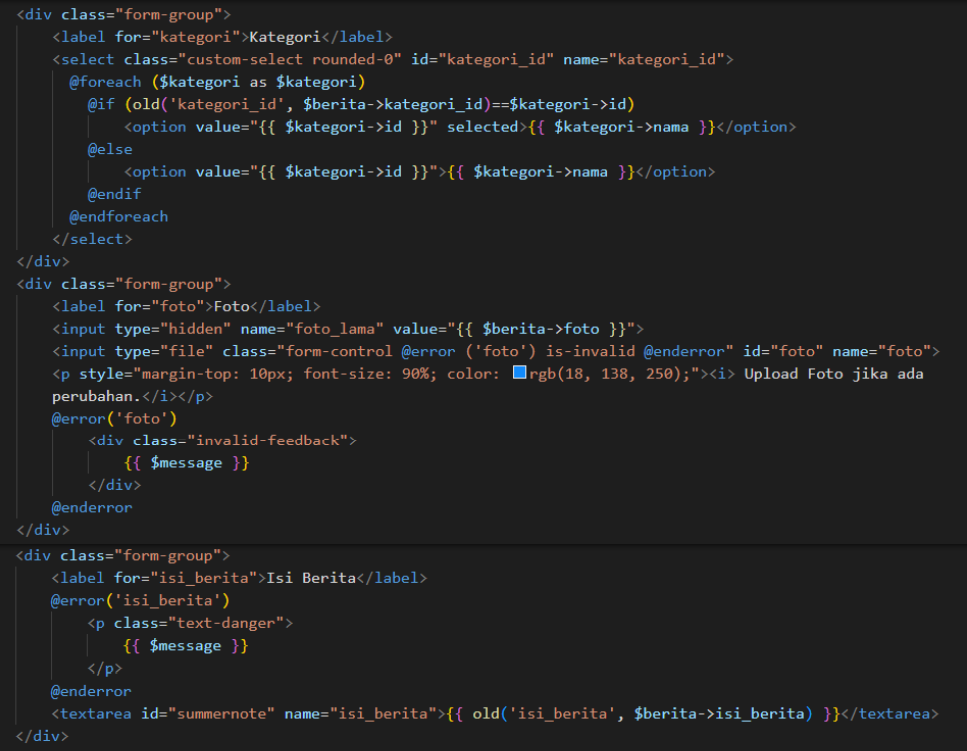 <div class="form-group">
<label for="kategori">Kategori</label>
<select class="custom-select rounded-0" id="kategori_id" name="kategori_id">
@foreach ($kategori as $kategori)
@if (old('kategori_id', $berita->kategori_id)==$kategori->id)
<option value="{{ $kategori->id }}" selected>{{ $kategori->nama }}</option>
@else
<option value="{{ $kategori->id }}">{{ $kategori->nama }}</option>
@endif
@endforeach
</select>
</div>
<div class="form-group">
<label for="foto">Foto</label>
<input type="hidden" name="foto_lama" value="{{ $berita->foto }}">
<input type="file" class="form-control @error ('foto') is-invalid @enderror" id="foto" name="foto">
<p style="margin-top: 10px; font-size: 90%; color: rgb(18, 138, 250);"><i> Upload Foto jika ada
perubahan.</i></p>
@error('foto')
<div class="invalid-feedback">
{{ $message }}
</div>
@enderror
</div>
<div class="form-group">
<label for="isi_berita">Isi Berita</label>
@error('isi_berita')
<p class="text-danger">
{{ $message }}
</p>
@enderror
<textarea id="summernote" name="isi_berita">{{ old('isi_berita', $berita->isi_berita) }}</textarea>
</div>